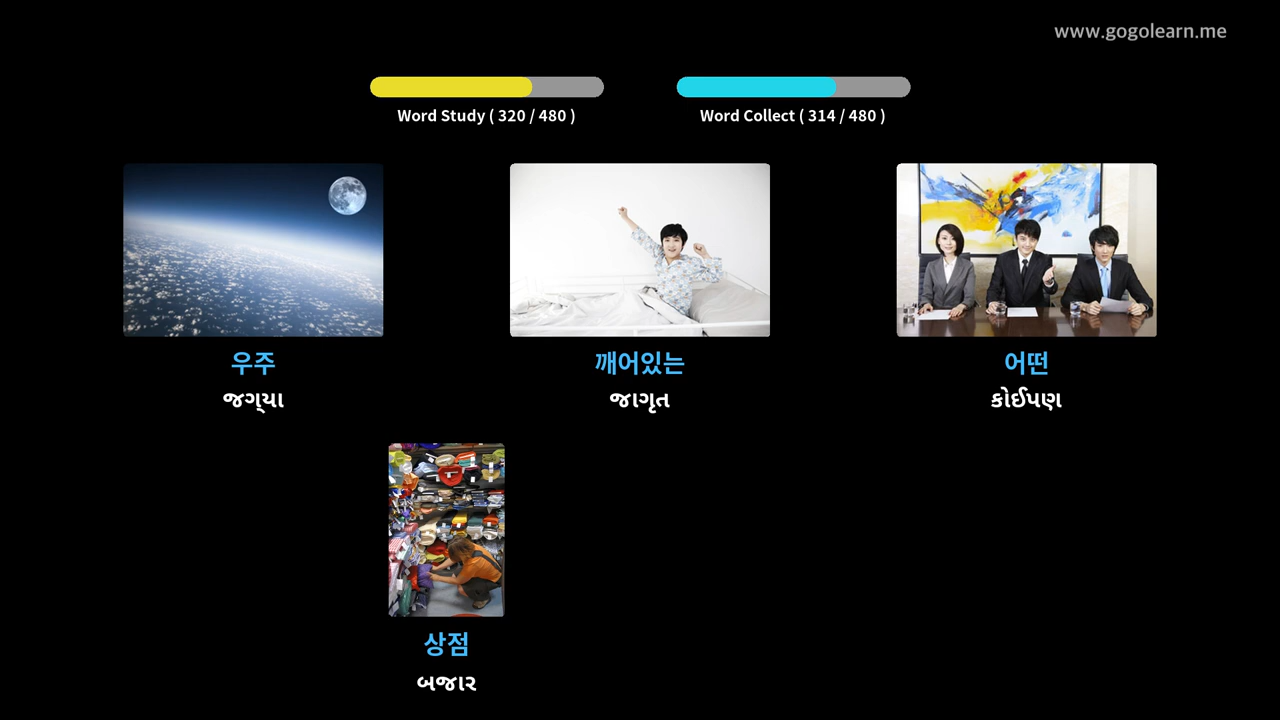 www.gogolearn.me
Word Study ( 320 / 480 )
Word Collect ( 314 / 480 )
우주
જગ્યા
깨어있는
જાગૃત
어떤
કોઈપણ
상점
બજાર